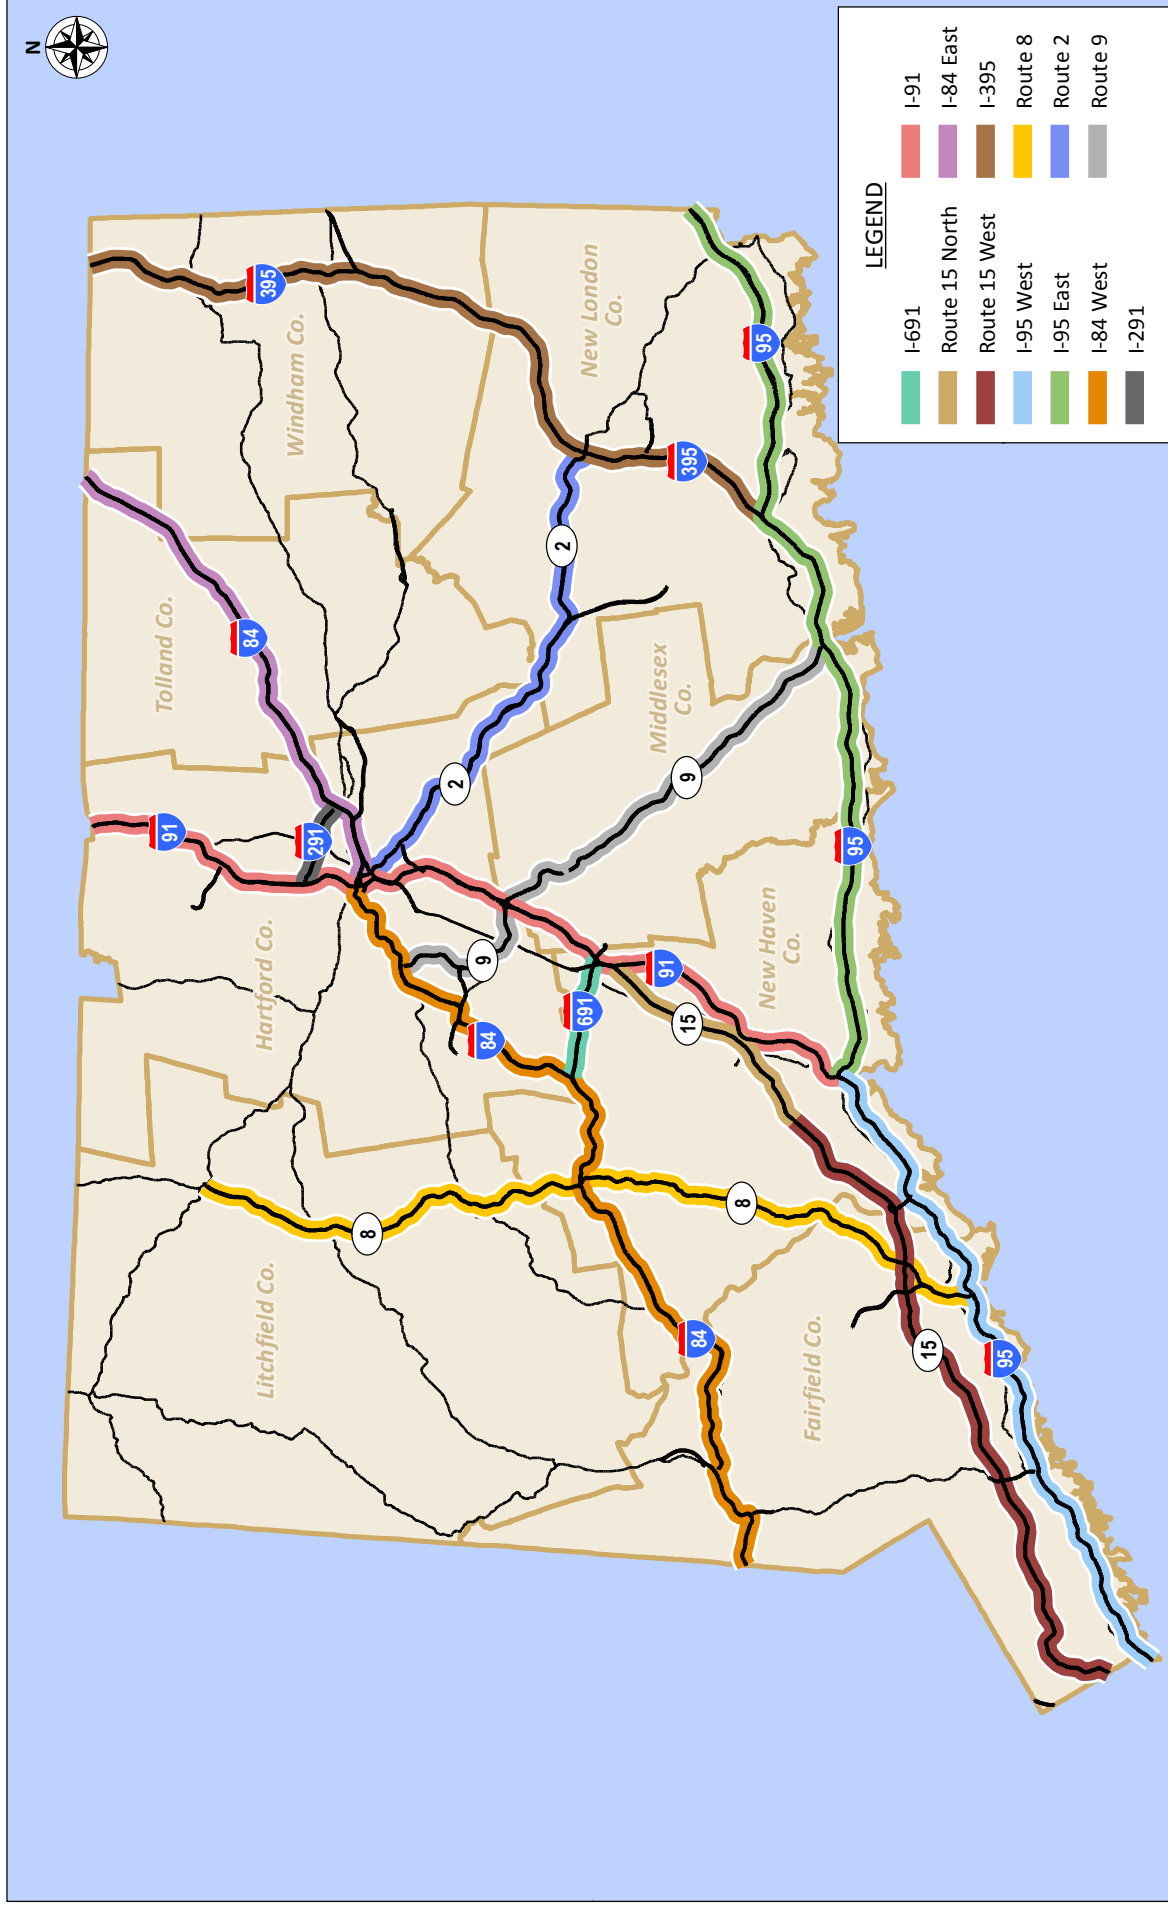 N
Litchfield Co.
Hartford Co.
Tolland Co.
Windham Co.
Fairfield Co.
New Haven
Co.
Middlesex
Co.
New London
Co.
91
291
84
395
8
84
9
2
2
691
395
84
8
15
91
9
95
15
95
95
LEGEND
I-691
Route 15 North
Route 15 West
I-95 West
I-95 East
I-84 West
I-291
I-91
I-84 East
I-395
Route 8
Route 2
Route 9